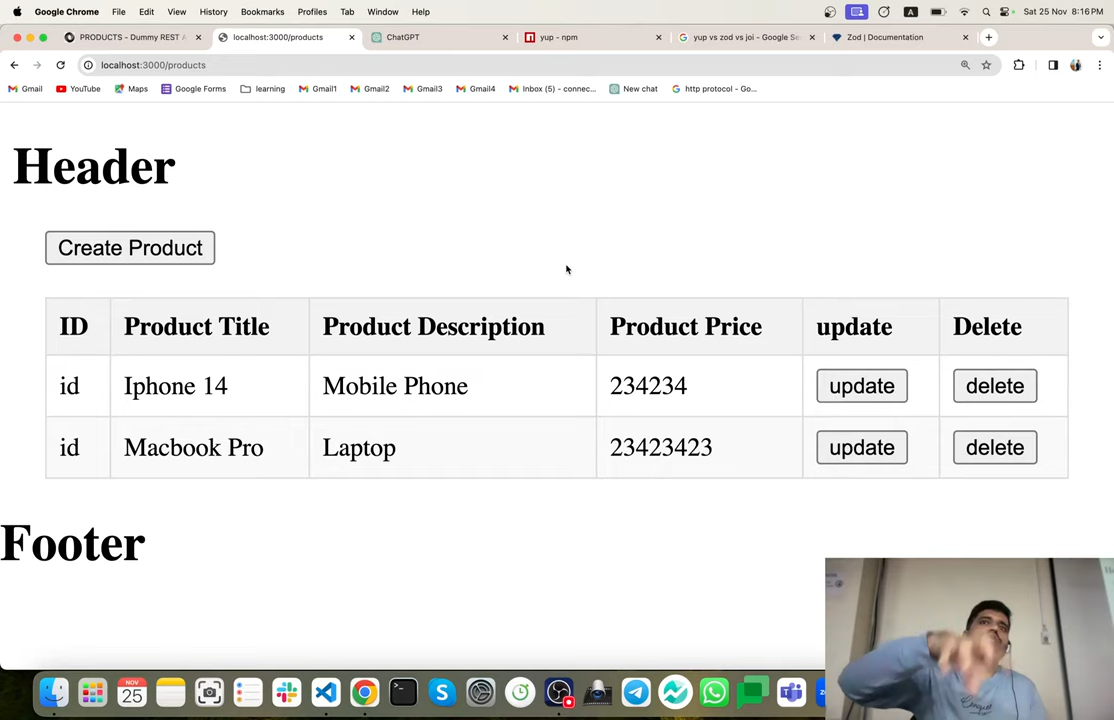 Google Chrome File Edit View History Bookmarks Profiles Tab Window Help A Sat 25 Nov 8:16 PM
PRODUCTS - Dummy REST A localhost:3000/products ChatGPT yup - npm yup vs zod vs joi - Google Se Zod | Documentation
localhost:3000/products
Gmail YouTube Maps Google Forms learning Gmail1 Gmail2 Gmail3 Gmail4 Inbox (5) - connec... New chat http protocol - Go...
Header
Create Product
ID Product Title Product Description Product Price update Delete
id Iphone 14 Mobile Phone 234234 update delete
id Macbook Pro Laptop 23423423 update delete
Footer
NOV
25